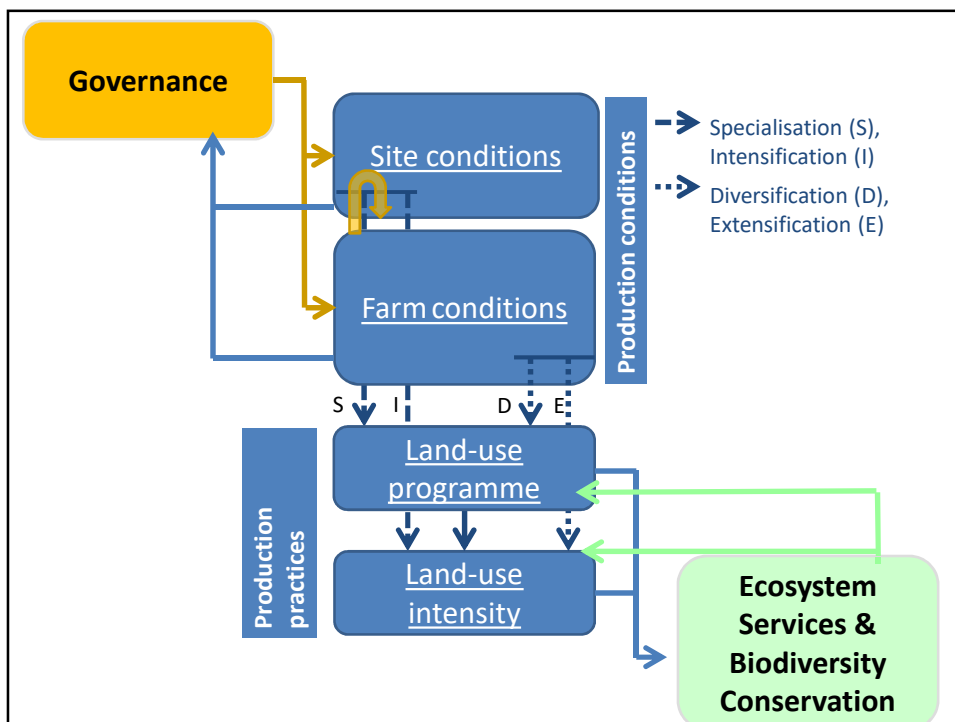 Governance
Site conditions
Production conditions
Specialisation (S),
Intensification (I)
Diversification (D),
Extensification (E)
Farm conditions
S I D E
Production
practices
Land-use
programme
Land-use
intensity
Ecosystem
Services &
Biodiversity
Conservation